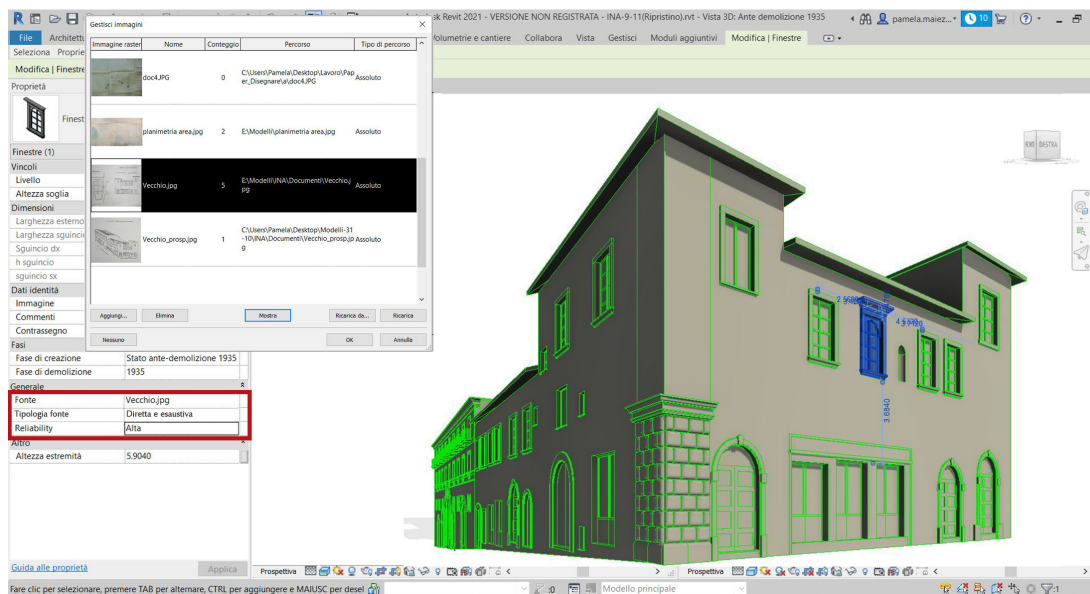 sk Revit 2021 - VERSIONE NON REGISTRATA - INA-9-11(Ripristino).rvt - Vista 3D: Ante demolizione 1935
pamela.maiez...
10
File
Architettu
Volumetrie e cantiere
Collabora
Vista
Gestisci
Moduli aggiuntivi
Modifica | Finestre
Seleziona
Proprie
Modifica | Finestre
Proprietà
Finest
Finestre (1)
Vincoli
Livello
Altezza soglia
Dimensioni
Larghezza esterno
Larghezza sguincio
Sguincio dx
h sguincio
sguincio sx
Dati identità
Immagine
Commenti
Contrassegno
Fasi
Fase di creazione
Stato ante-demolizione 1935
Fase di demolizione
1935
Generale
Fonte
Vecchio.jpg
Tipologia fonte
Diretta e esaustiva
Reliability
Alta
Altro
Altezza estremità
5.9040
Guida alle proprietà
Applica
Gestisci immagini
Immagine raster
Nome
Conteggio
Percorso
Tipo di percorso
doc4.JPG
0
C:\Users\Pamela\Desktop\Lavoro\Pap
er_Disegnare\a\doc4.JPG
Assoluto
planimetria area.jpg
2
E:\Modelli\planimetria area.jpg
Assoluto
Vecchio.jpg
5
E:\Modelli\INA\Documenti\Vecchio.j
pg
Assoluto
Vecchio_prosp.jpg
1
C:\Users\Pamela\Desktop\Modelli-31
-10\INA\Documenti\Vecchio_prosp.jp
g
Assoluto
Aggiungi...
Elimina
Mostra
Ricarica da...
Ricarica
Nessuno
OK
Annulla
DESTRA
3.6840
Prospettiva
Prospettiva
Fare clic per selezionare, premere TAB per alternare, CTRL per aggiungere e MAIUSC per desel
:0
Modello principale
:1